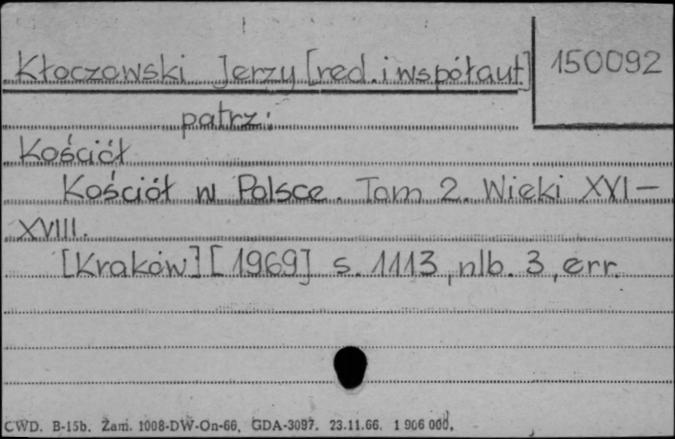 Kłoczowski Jerzy [red. i współaut] 150092
patrz:
Kościół
Kościół w Polsce. Tom 2. Wieki XVI –
XVIII.
[Kraków] [1969] s. 1113, nlb. 3, err.
CWD. B-15b. Zam. 1008-DW-On-66. GDA-3097. 23.11.66. 1 906 000.